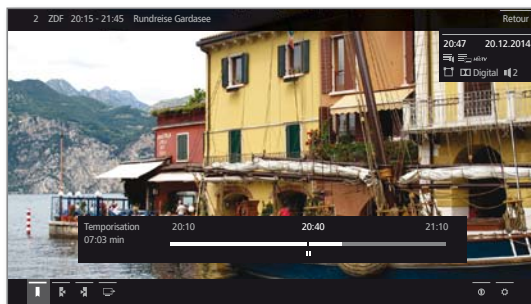 2 ZDF 20:15 - 21:45 Rundreise Gardasee Retour
20:47 20.12.2014
HbbTV
Digital 2
Temporisation 20:10 20:40 21:10
07:03 min